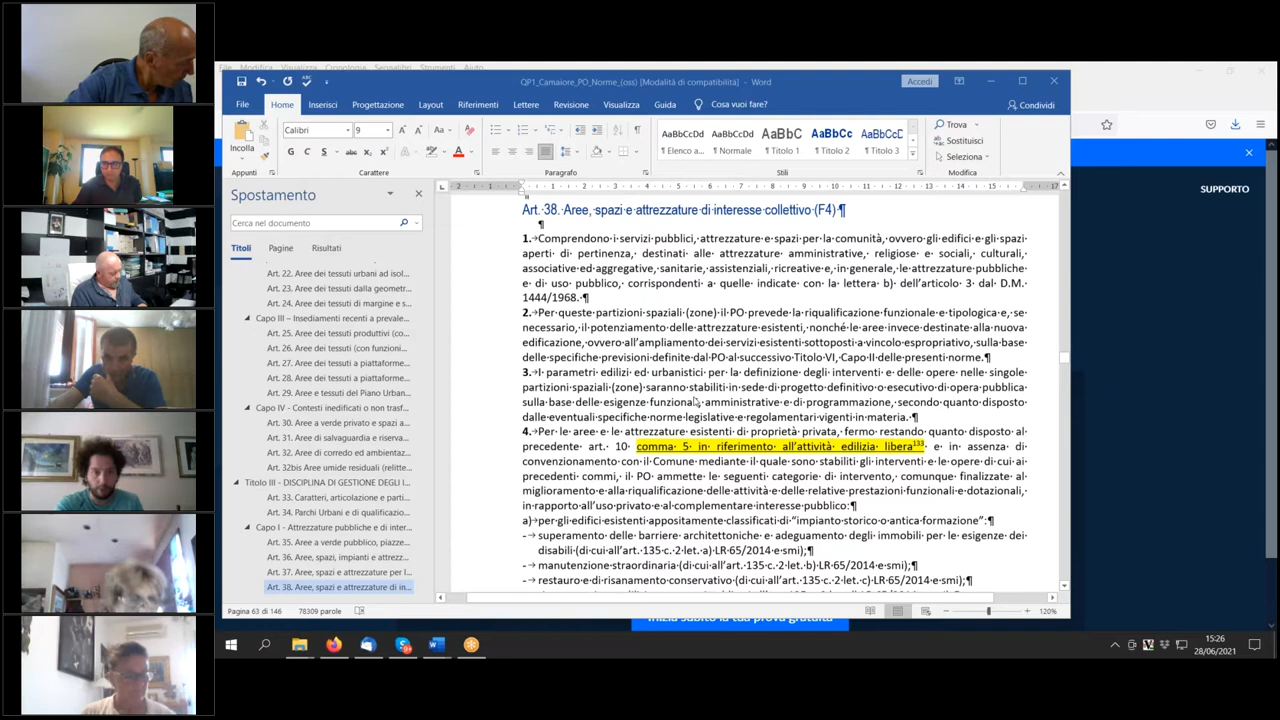 File Modifica Visualizza Cronologia Segnalibri Strumenti Aiuto
QP1_Camaiore_PO_Norme_(oss) [Modalità di compatibilità] - Word
Accedi
File Home Inserisci Progettazione Layout Riferimenti Lettere Revisione Visualizza Guida Cosa vuoi fare? Condividi
Incolla
Calibri 9
AaBbCcDd AaBbCcDd AaBbC AaBbCc AaBbCcD
¶ Elenco a... ¶ Normale ¶ Titolo 1 ¶ Titolo 2 ¶ Titolo 3
Trova
Sostituisci
Seleziona
Appunti Carattere Paragrafo Stili Modifica
SUPPORTO
Spostamento
Cerca nel documento
Titoli Pagine Risultati
Art. 22. Aree dei tessuti urbani ad isol...
Art. 23. Aree dei tessuti dalla geometr...
Art. 24. Aree dei tessuti di margine e s...
Capo III – Insediamenti recenti a prevale...
Art. 25. Aree dei tessuti produttivi (co...
Art. 26. Aree dei tessuti (con funzioni...
Art. 27. Aree dei tessuti a piattaforme...
Art. 28. Aree dei tessuti a piattaforma...
Art. 29. Aree e tessuti del Piano Urban...
Capo IV – Contesti inedificati o non trasf...
Art. 30. Aree a verde privato e spazi a...
Art. 31. Aree di salvaguardia e riserva...
Art. 32. Aree di corredo ed ambientaz...
Art. 32bis Aree umide residuali (relitte...
Titolo III – DISCIPLINA DI GESTIONE DEGLI I...
Art. 33. Caratteri, articolazione e parti...
Art. 34. Parchi Urbani e di qualificazio...
Capo I - Attrezzature pubbliche e di inter...
Art. 35. Aree a verde pubblico, piazze...
Art. 36. Aree, spazi, impianti e attrezz...
Art. 37. Aree, spazi e attrezzature per l...
Art. 38. Aree, spazi e attrezzature di in...
Art. 38. Aree, spazi e attrezzature di interesse collettivo (F4) ¶
¶
1.→Comprendono i servizi pubblici, attrezzature e spazi per la comunità, ovvero gli edifici e gli spazi
aperti di pertinenza, destinati alle attrezzature amministrative, religiose e sociali, culturali,
associative ed aggregative, sanitarie, assistenziali, ricreative e, in generale, le attrezzature pubbliche
e di uso pubblico, corrispondenti a quelle indicate con la lettera b) dell'articolo 3 dal D.M.
1444/1968. ¶
2.→Per queste partizioni spaziali (zone) il PO prevede la riqualificazione funzionale e tipologica e, se
necessario, il potenziamento delle attrezzature esistenti, nonché le aree invece destinate alla nuova
edificazione, ovvero all'ampliamento dei servizi esistenti sottoposti a vincolo espropriativo, sulla base
delle specifiche previsioni definite dal PO al successivo Titolo VI, Capo II delle presenti norme.¶
3.→I parametri edilizi ed urbanistici per la definizione degli interventi e delle opere nelle singole
partizioni spaziali (zone) saranno stabiliti in sede di progetto definitivo o esecutivo di opera pubblica
sulla base delle esigenze funzionali, amministrative e di programmazione, secondo quanto disposto
dalle eventuali specifiche norme legislative e regolamentari vigenti in materia. ¶
4.→Per le aree e le attrezzature esistenti di proprietà privata, fermo restando quanto disposto al
precedente art. 10 comma 5 in riferimento all'attività edilizia libera133 e in assenza di
convenzionamento con il Comune mediante il quale sono stabiliti gli interventi e le opere di cui ai
precedenti commi, il PO ammette le seguenti categorie di intervento, comunque finalizzate al
miglioramento e alla riqualificazione delle attività e delle relative prestazioni funzionali e dotazionali,
in rapporto all'uso privato e al complementare interesse pubblico:¶
a)→per gli edifici esistenti appositamente classificati di "impianto storico o antica formazione":¶
-→ superamento delle barriere architettoniche e adeguamento degli immobili per le esigenze dei
disabili (di cui all'art. 135 c. 2 let. a) LR 65/2014 e smi);¶
-→ manutenzione straordinaria (di cui all'art. 135 c. 2 let. b) LR 65/2014 e smi);¶
-→ restauro e di risanamento conservativo (di cui all'art. 135 c. 2 let. c) LR 65/2014 e smi);¶
Pagina 63 di 146 78309 parole 120%
Inizia subito la tua prova gratuita
15:26
28/06/2021